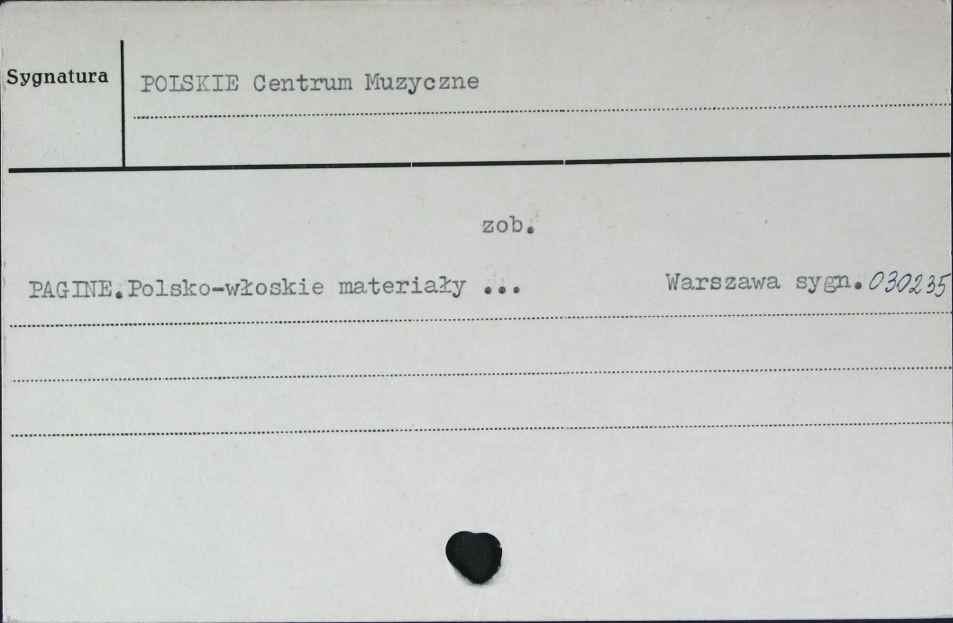 Sygnatura
POLSKIE Centrum Muzyczne
zob.
PAGINE.Polsko-włoskie materiały ... Warszawa sygn. 030235